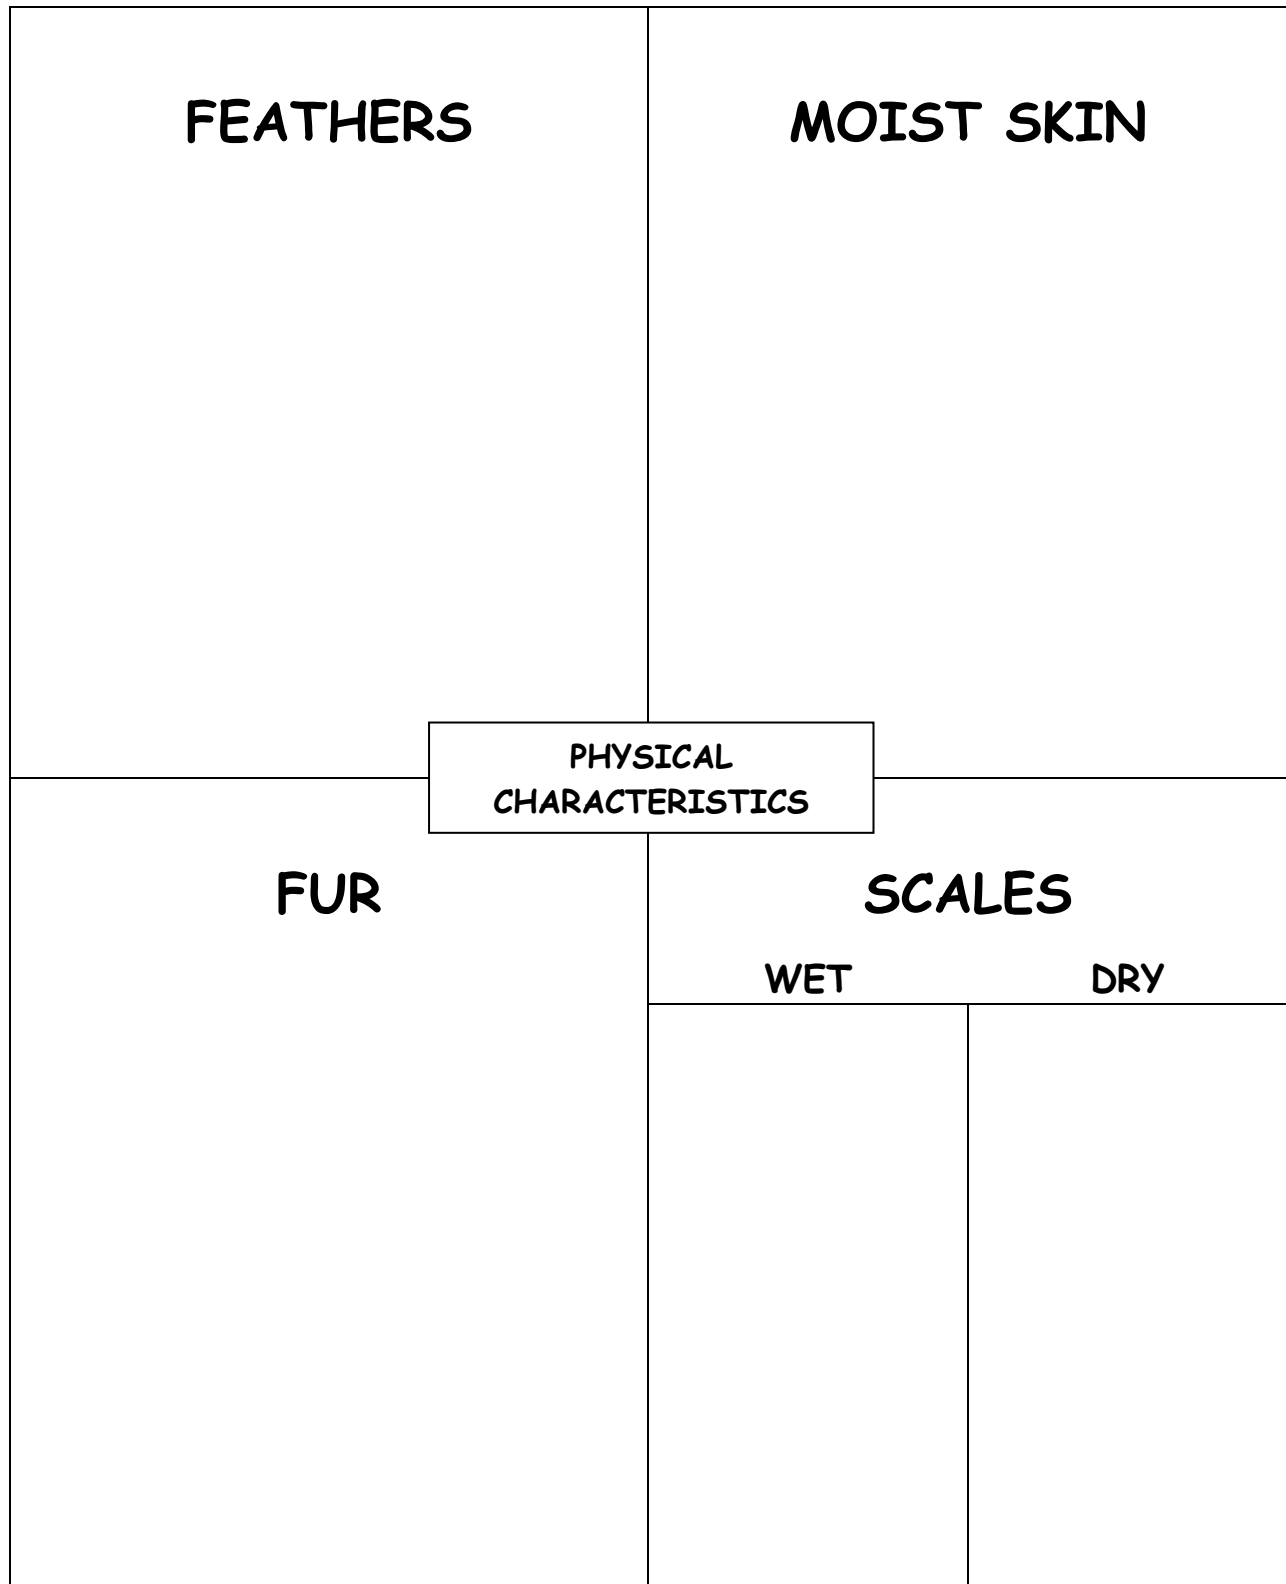 FEATHERS
MOIST SKIN
PHYSICAL
CHARACTERISTICS
FUR
SCALES
WET
DRY